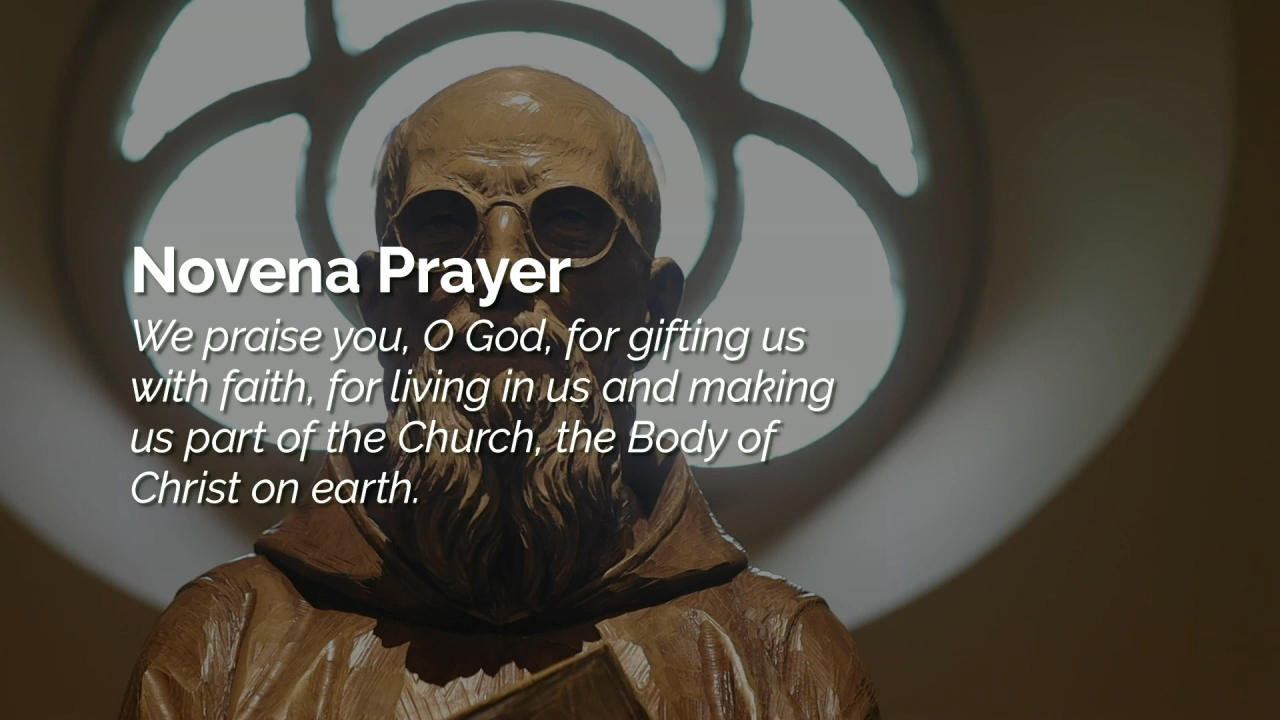 Novena Prayer
We praise you, O God, for gifting us
with faith, for living in us and making
us part of the Church, the Body of
Christ on earth.